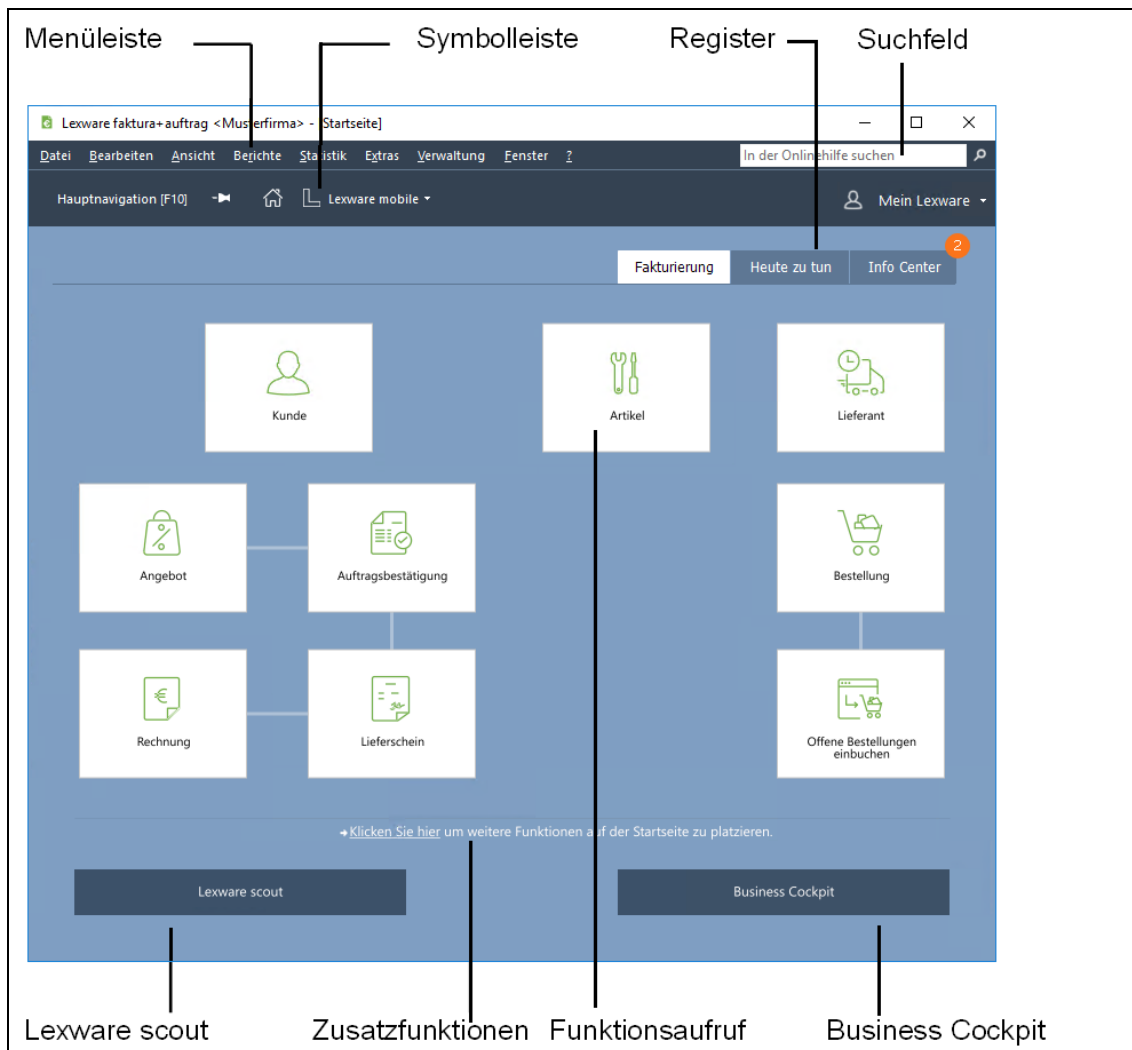 Menüleiste Symbolleiste Register Suchfeld
Lexware faktura+auftrag <Musterfirma> - [Startseite]
Datei Bearbeiten Ansicht Berichte Statistik Extras Verwaltung Fenster ? In der Onlinehilfe suchen
Hauptnavigation [F10] Lexware mobile Mein Lexware
2
Fakturierung Heute zu tun Info Center
Kunde Artikel Lieferant
Angebot Auftragsbestätigung Bestellung
Rechnung Lieferschein Offene Bestellungen
einbuchen
Klicken Sie hier um weitere Funktionen auf der Startseite zu platzieren.
Lexware scout Business Cockpit
Lexware scout Zusatzfunktionen Funktionsaufruf Business Cockpit